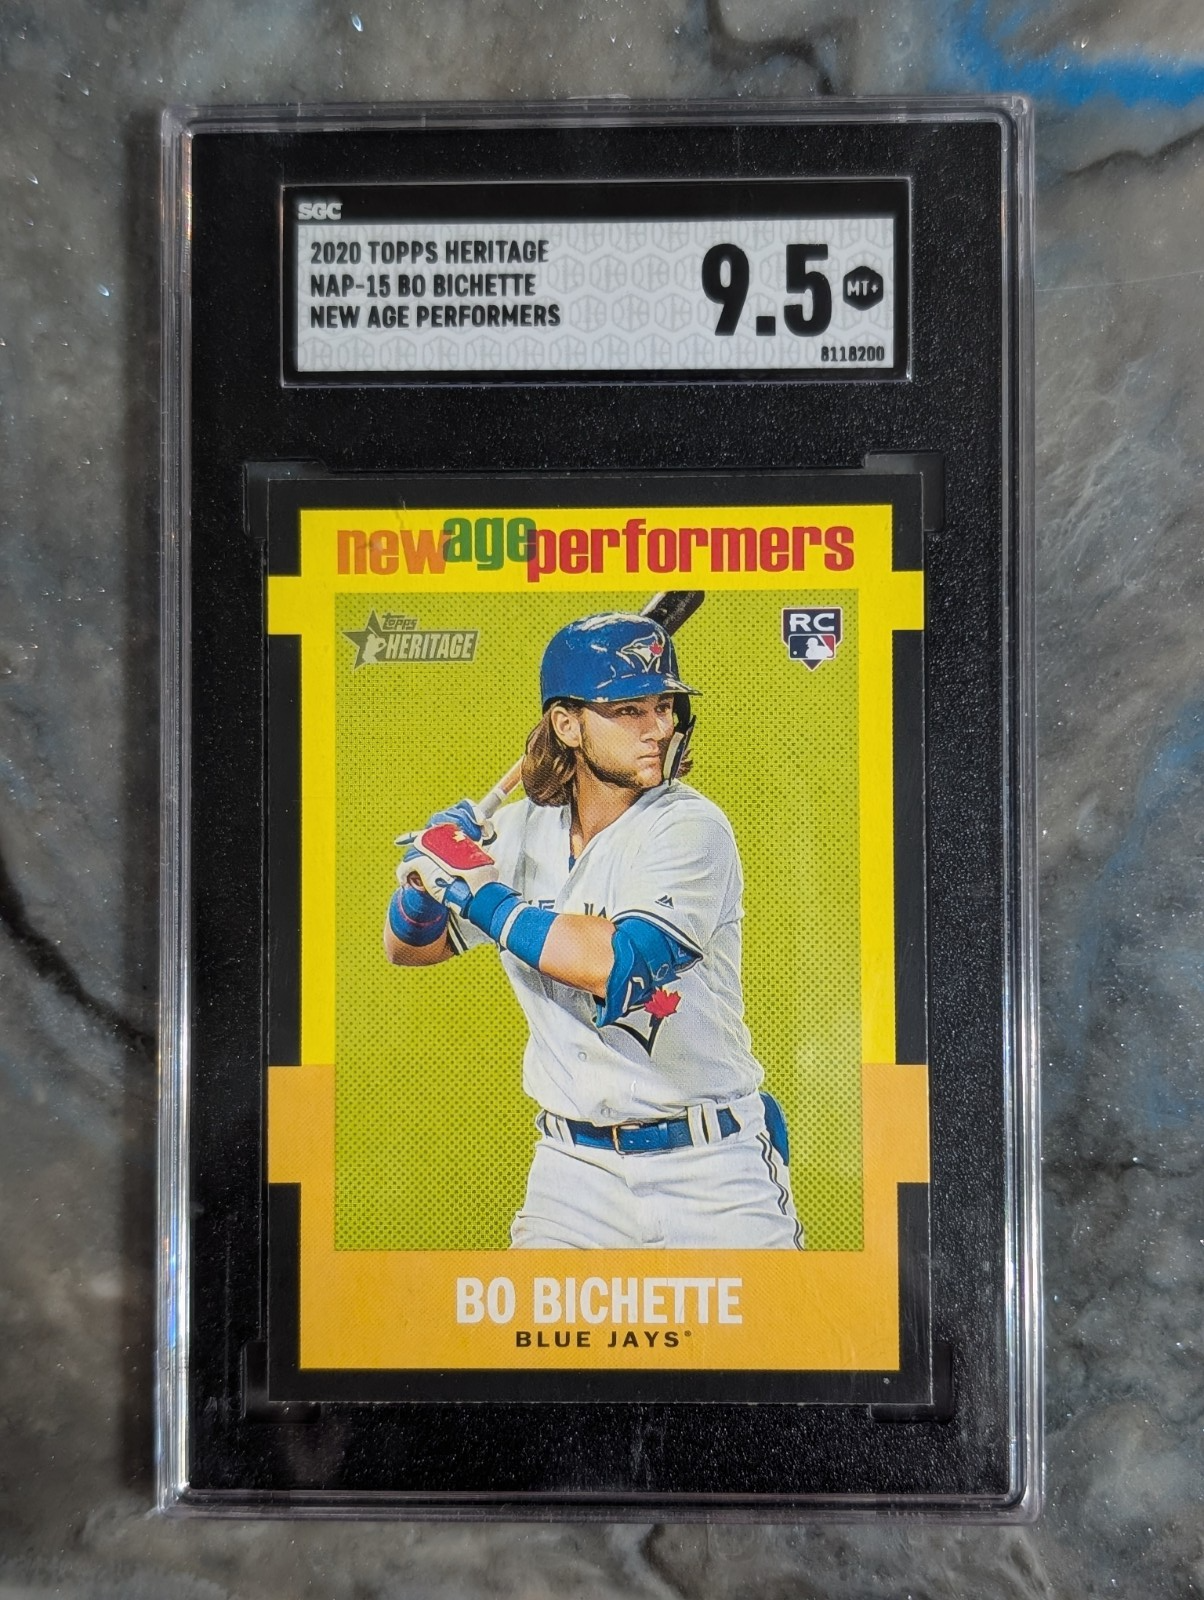 SGC
2020 TOPPS HERITAGE
NAP-15 BO BICHETTE
NEW AGE PERFORMERS
9.5
MT+
8118200
new age performers
topps
HERITAGE
RC
BO BICHETTE
BLUE JAYS®